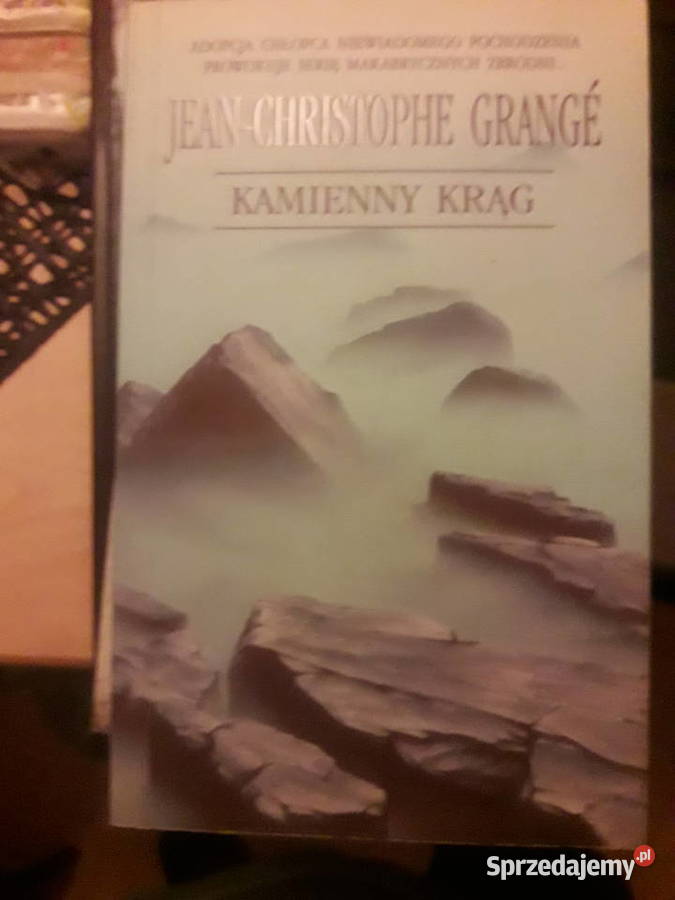 ADOPCJA CHŁOPCA NIEWIADOMEGO POCHODZENIA
PROWOKUJE SERIĘ MAKABRYCZNYCH ZBRODNI...
JEAN-CHRISTOPHE GRANGÉ
KAMIENNY KRĄG
Sprzedajemy.pl